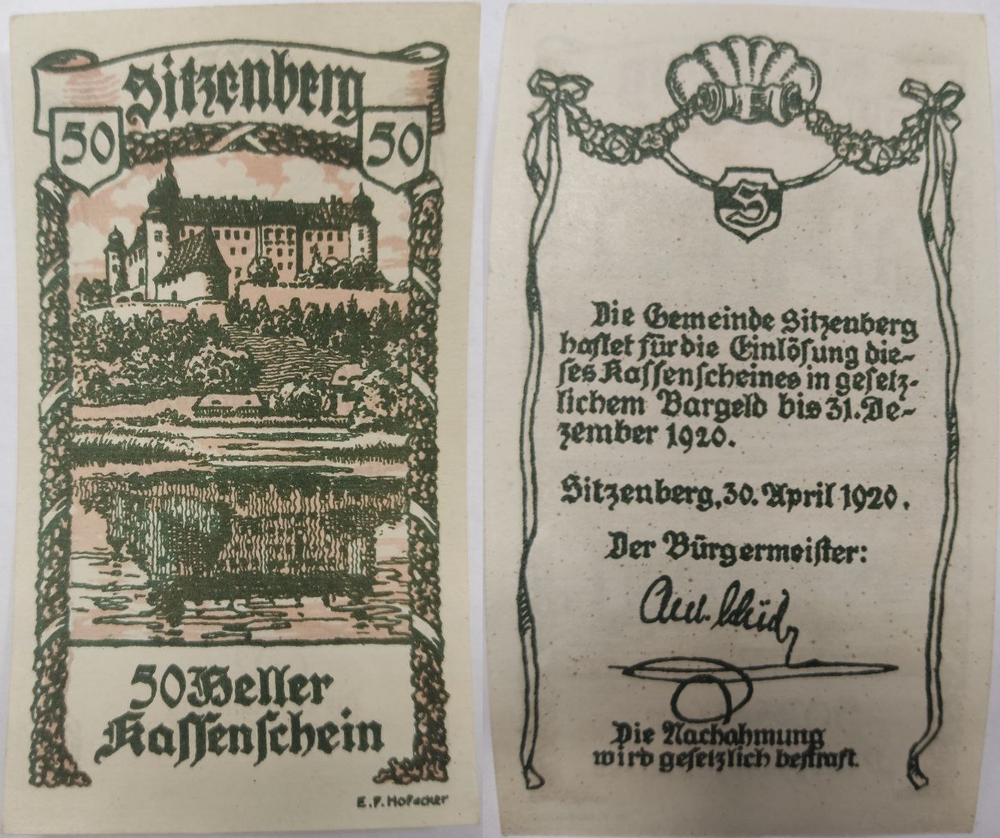 Sitzenberg
50
50
50 Heller
Kassenschein
E. F. Hofecker
S
Die Gemeinde Sitzenberg
haftet für die Einlösung die-
ses Kassenscheines in gesetz-
lichem Bargeld bis 31. De-
zember 1920.
Sitzenberg, 30. April 1920.
Der Bürgermeister:
Die Nachahmung
wird gesetzlich bestraft.